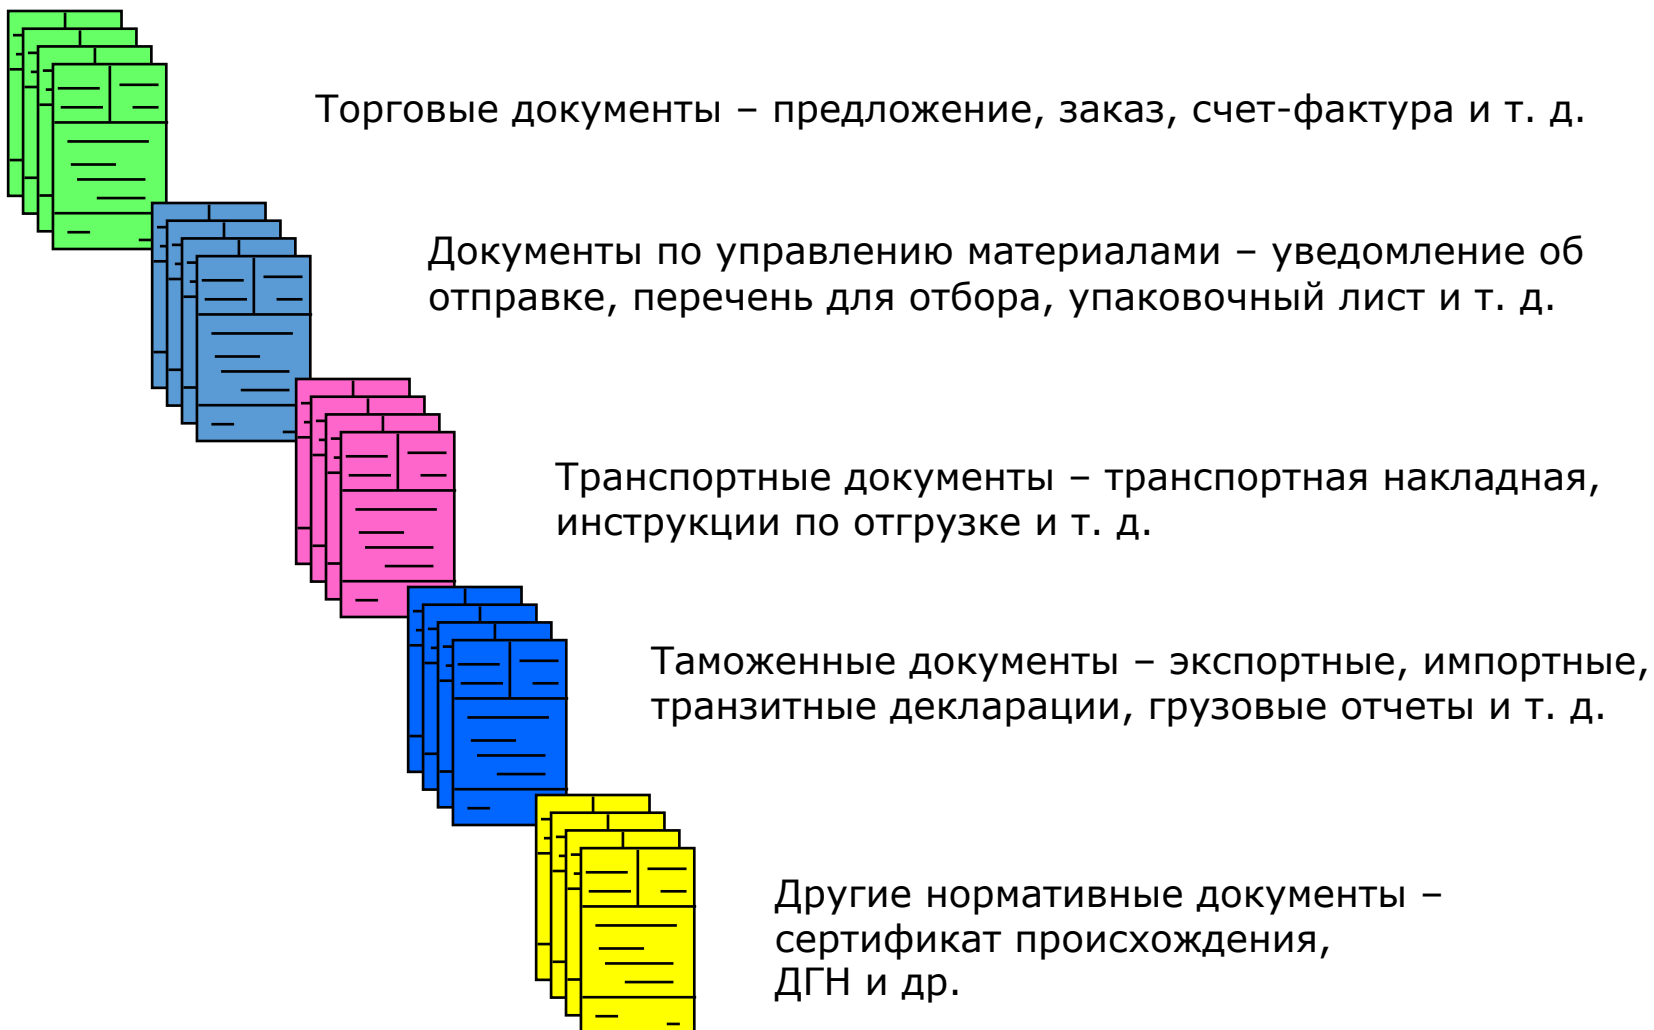 Торговые документы – предложение, заказ, счет-фактура и т. д.
Документы по управлению материалами – уведомление об
отправке, перечень для отбора, упаковочный лист и т. д.
Транспортные документы – транспортная накладная,
инструкции по отгрузке и т. д.
Таможенные документы – экспортные, импортные,
транзитные декларации, грузовые отчеты и т. д.
Другие нормативные документы –
сертификат происхождения,
ДГН и др.